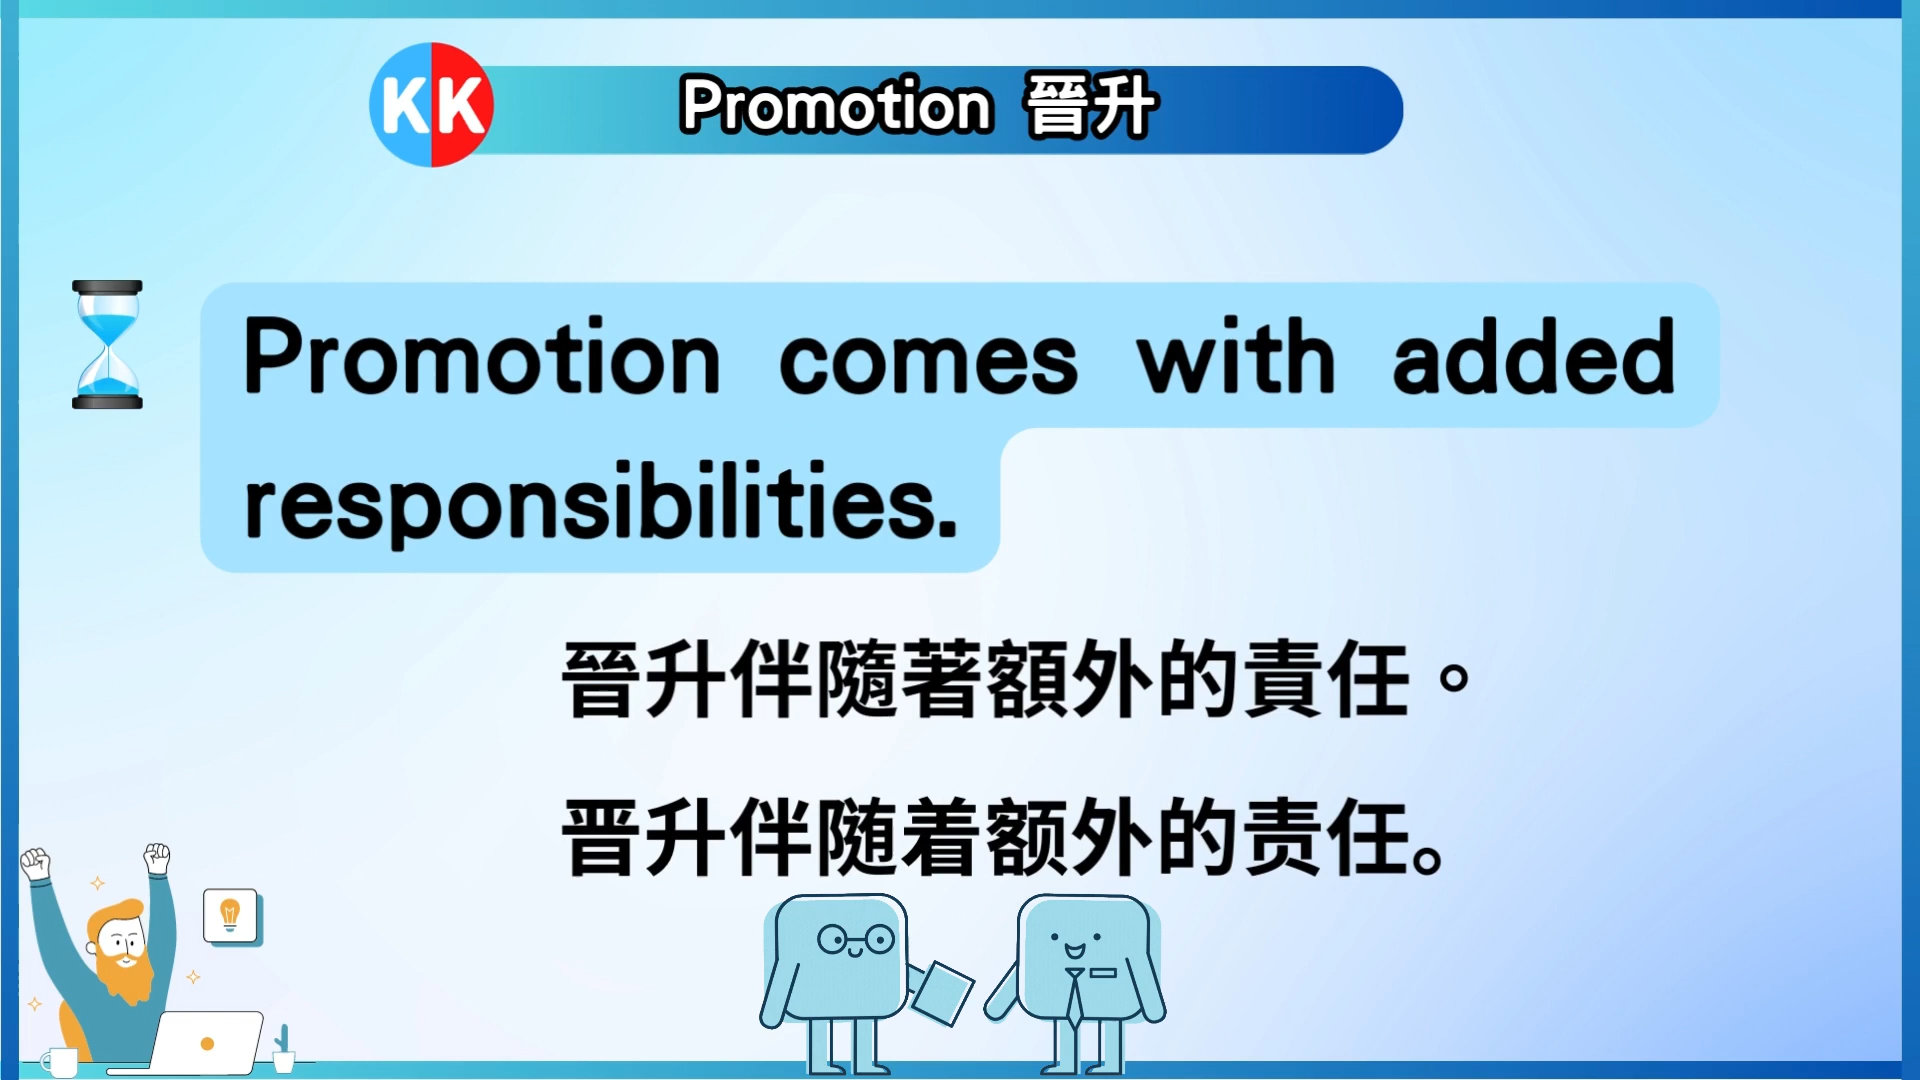 KK
Promotion 晉升
Promotion comes with added
responsibilities.
晉升伴隨著額外的責任。
晋升伴随着额外的责任。